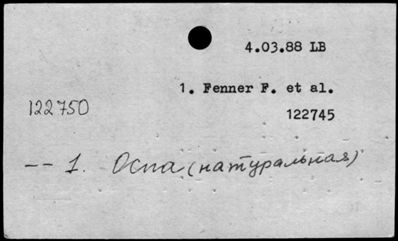 4.03.88 LB
1. Fenner F. et al.
122750
122745
-- 1. Оспа (натуральная)